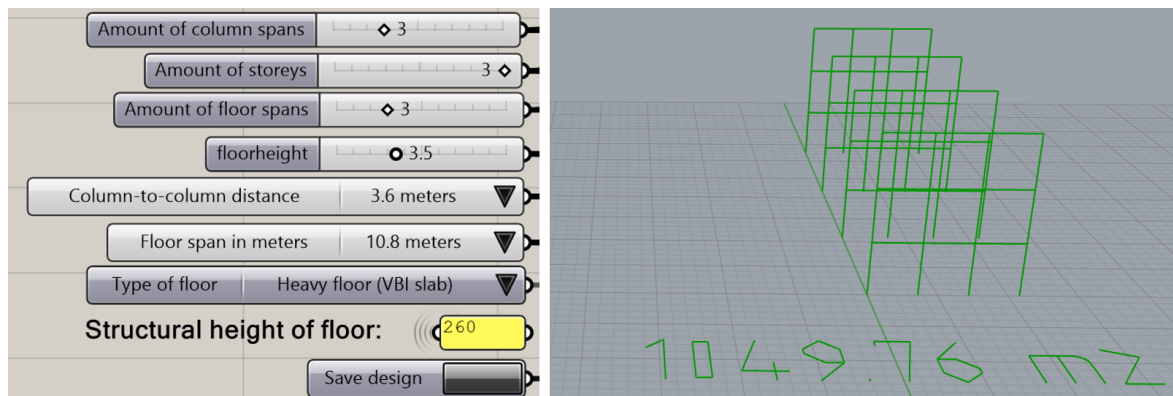 Amount of column spans 3
Amount of storeys 3
Amount of floor spans 3
floorheight 3.5
Column-to-column distance 3.6 meters
Floor span in meters 10.8 meters
Type of floor Heavy floor (VBI slab)
Structural height of floor: 260
Save design
1049.76 m2